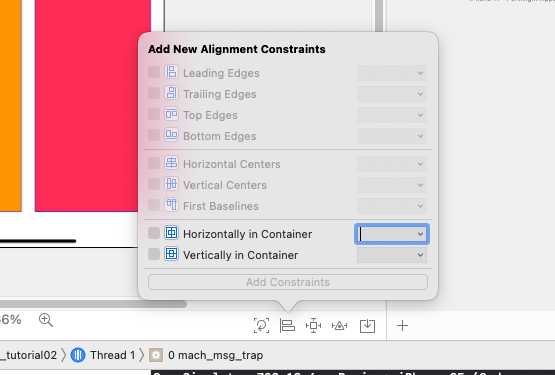 Add New Alignment Constraints
Leading Edges
Trailing Edges
Top Edges
Bottom Edges
Horizontal Centers
Vertical Centers
First Baselines
Horizontally in Container
Vertically in Container
Add Constraints
6%
_tutorial02 〉 Thread 1 〉 0 mach_msg_trap